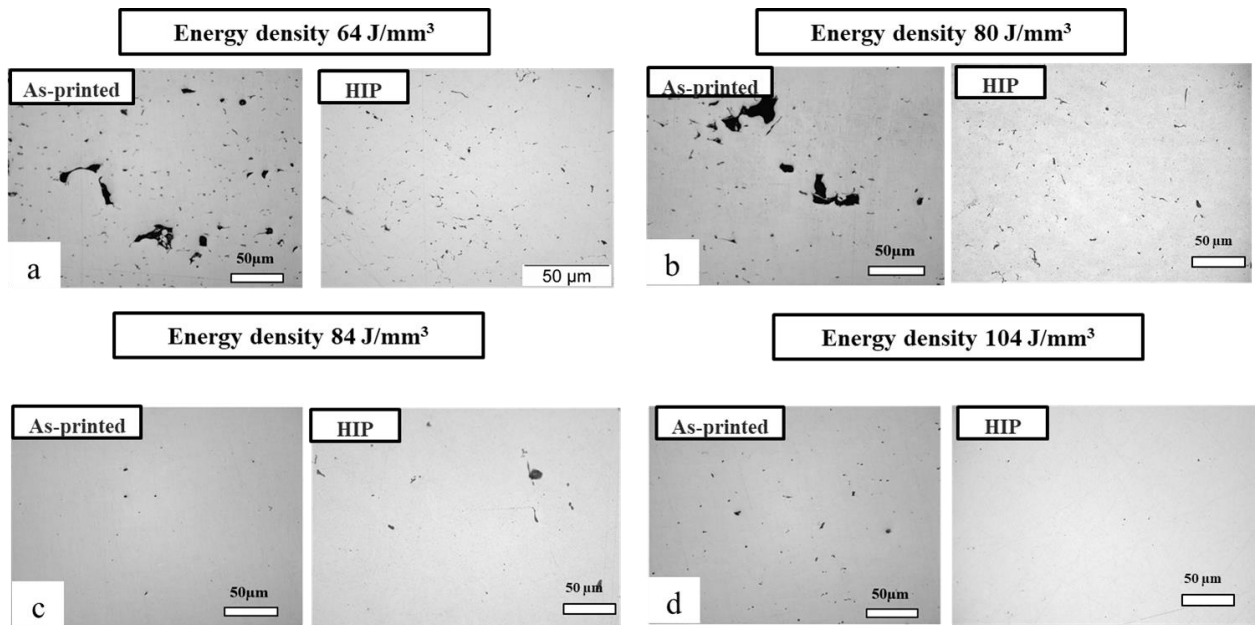 Energy density 64 J/mm³
Energy density 80 J/mm³
As-printed
HIP
As-printed
HIP
a
50μm
50 μm
b
50μm
50 μm
Energy density 84 J/mm³
Energy density 104 J/mm³
As-printed
HIP
As-printed
HIP
c
50μm
50 μm
d
50μm
50 μm